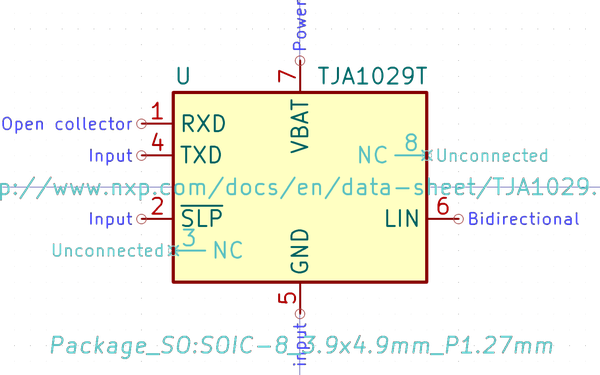 Power
U
TJA1029T
7
Open collector
1
RXD
VBAT
Input
4
TXD
NC
8
Unconnected
p://www.nxp.com/docs/en/data-sheet/TJA1029.
Input
2
SLP
LIN
6
Bidirectional
Unconnected
3
NC
GND
5
Package_SO:SOIC-8_3.9x4.9mm_P1.27mm
input